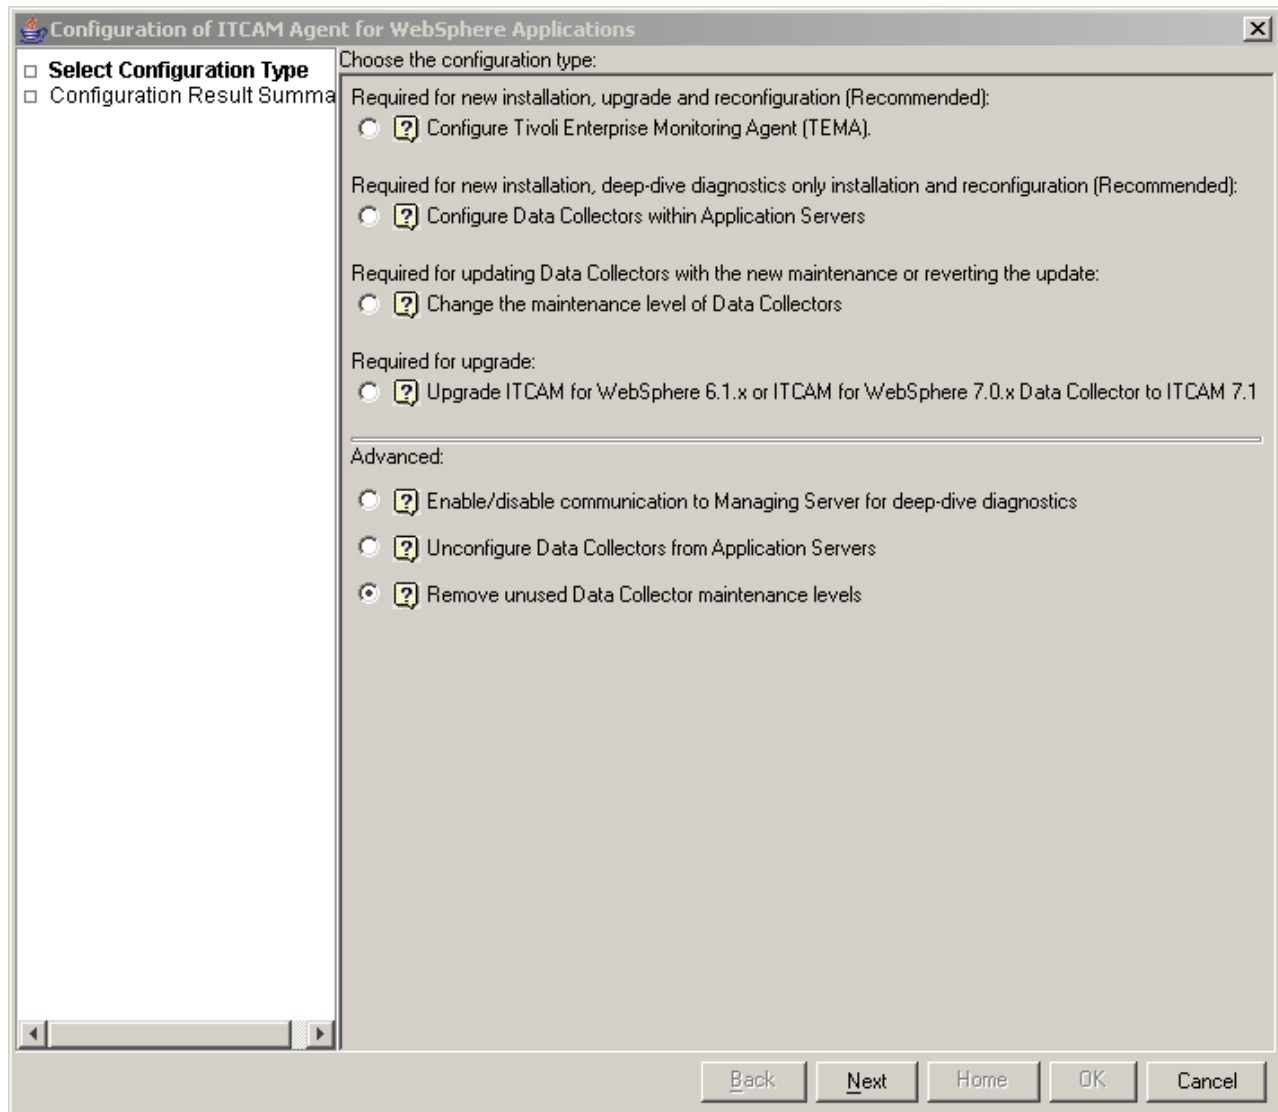 Configuration of ITCAM Agent for WebSphere Applications
Select Configuration Type
Configuration Result Summa
Choose the configuration type:
Required for new installation, upgrade and reconfiguration (Recommended):
? Configure Tivoli Enterprise Monitoring Agent (TEMA).
Required for new installation, deep-dive diagnostics only installation and reconfiguration (Recommended):
? Configure Data Collectors within Application Servers
Required for updating Data Collectors with the new maintenance or reverting the update:
? Change the maintenance level of Data Collectors
Required for upgrade:
? Upgrade ITCAM for WebSphere 6.1.x or ITCAM for WebSphere 7.0.x Data Collector to ITCAM 7.1
Advanced:
? Enable/disable communication to Managing Server for deep-dive diagnostics
? Unconfigure Data Collectors from Application Servers
? Remove unused Data Collector maintenance levels
Back Next Home OK Cancel